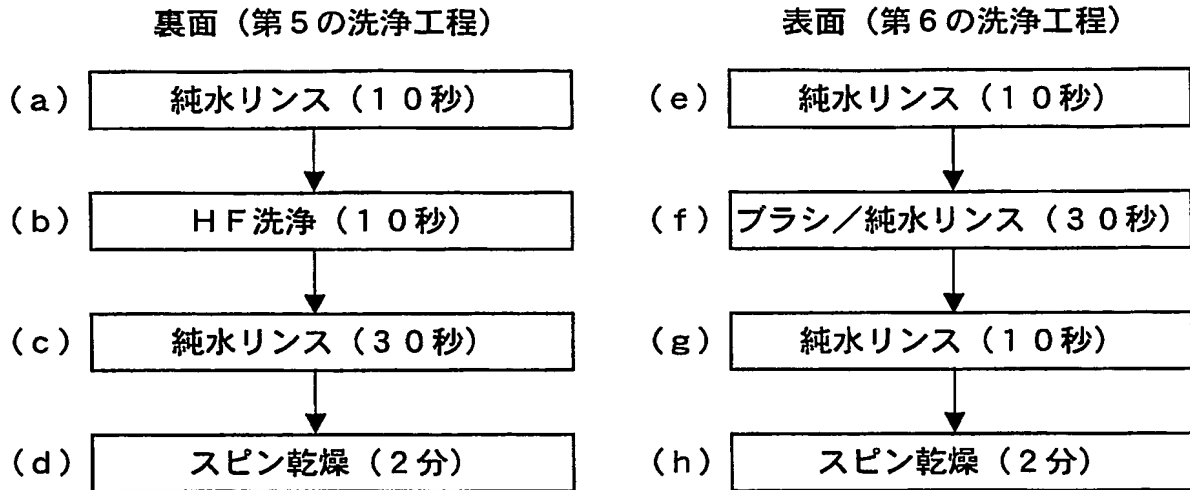 裏面（第５の洗浄工程）
（ａ） 純水リンス（１０秒）
（ｂ） ＨＦ洗浄（１０秒）
（ｃ） 純水リンス（３０秒）
（ｄ） スピン乾燥（２分）
表面（第６の洗浄工程）
（ｅ） 純水リンス（１０秒）
（ｆ） ブラシ／純水リンス（３０秒）
（ｇ） 純水リンス（１０秒）
（ｈ） スピン乾燥（２分）